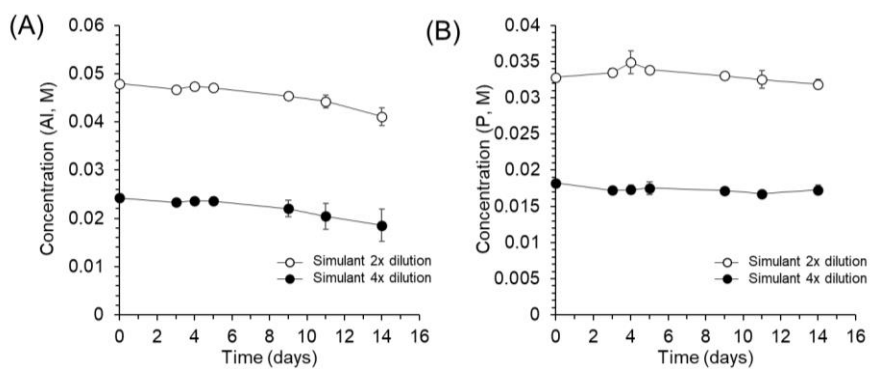 (A)
Concentration (Al, M)
0.06
0.05
0.04
0.03
0.02
0.01
0
Simulant 2x dilution
Simulant 4x dilution
0 2 4 6 8 10 12 14 16
Time (days)
(B)
Concentration (P, M)
0.04
0.035
0.03
0.025
0.02
0.015
0.01
0.005
0
Simulant 2x dilution
Simulant 4x dilution
0 2 4 6 8 10 12 14 16
Time (days)